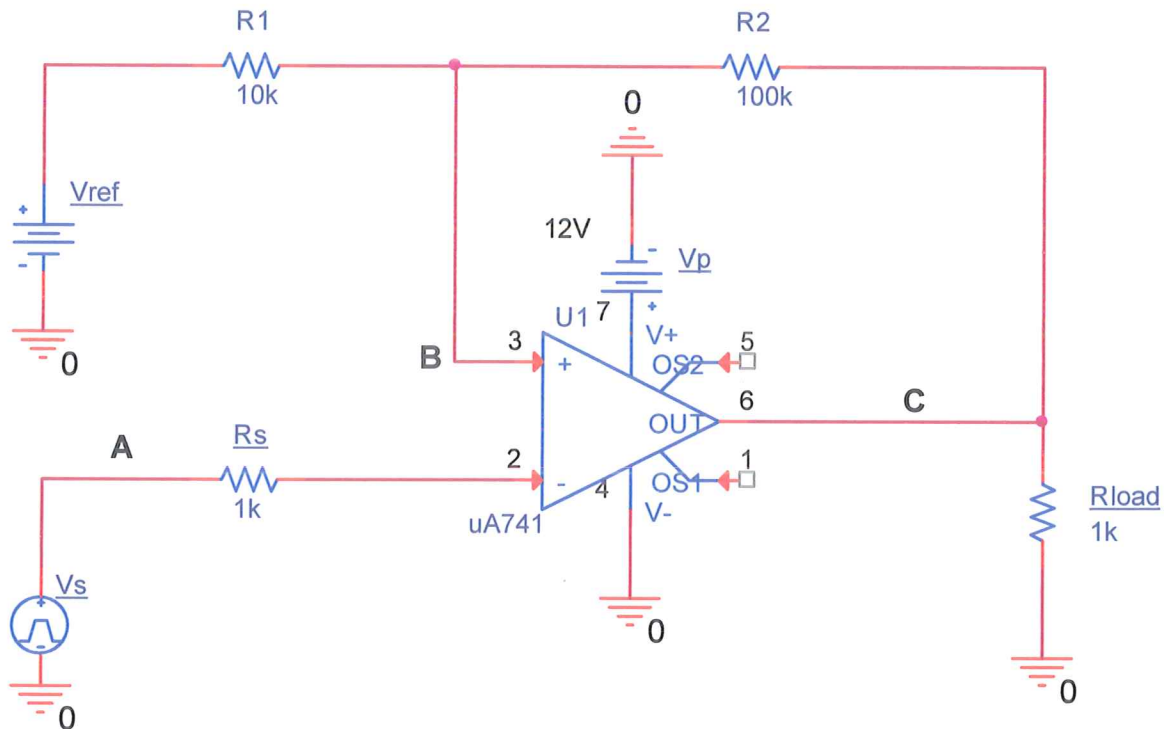 R1
R2
10k
100k
0
Vref
+
-
12V
-
Vp
+
7
U1
V+
0
B
3
+
5
OS2
6
C
OUT
A
Rs
2
-
1
OS1
4
V-
1k
uA741
Rload
1k
Vs
+
-
0
0
0